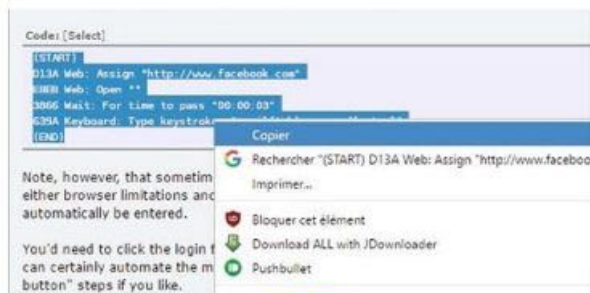 Code: [Select]
(START)
D13A Web: Assign "http://www.facebook.com"
Web: Open ""
3866 Wait: For time to pass "00:00:03"
639A Keyboard: Type
(END)
Copier
Rechercher "(START) D13A Web: Assign "http://www.faceboo
Imprimer...
Bloquer cet élément
Download ALL with JDownloader
Pushbullet
Note, however, that sometim
either browser limitations and
automatically be entered.
You'd need to click the login f
can certainly automate the m
button" steps if you like.